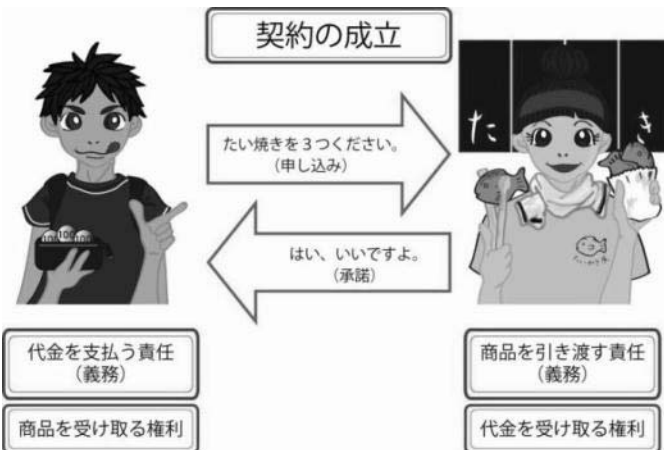 契約の成立
たい焼きを3つください。
(申し込み)
はい、いいですよ。
(承諾)
た
き
100
100
100
代金を支払う責任
(義務)
商品を受け取る権利
商品を引き渡す責任
(義務)
代金を受け取る権利